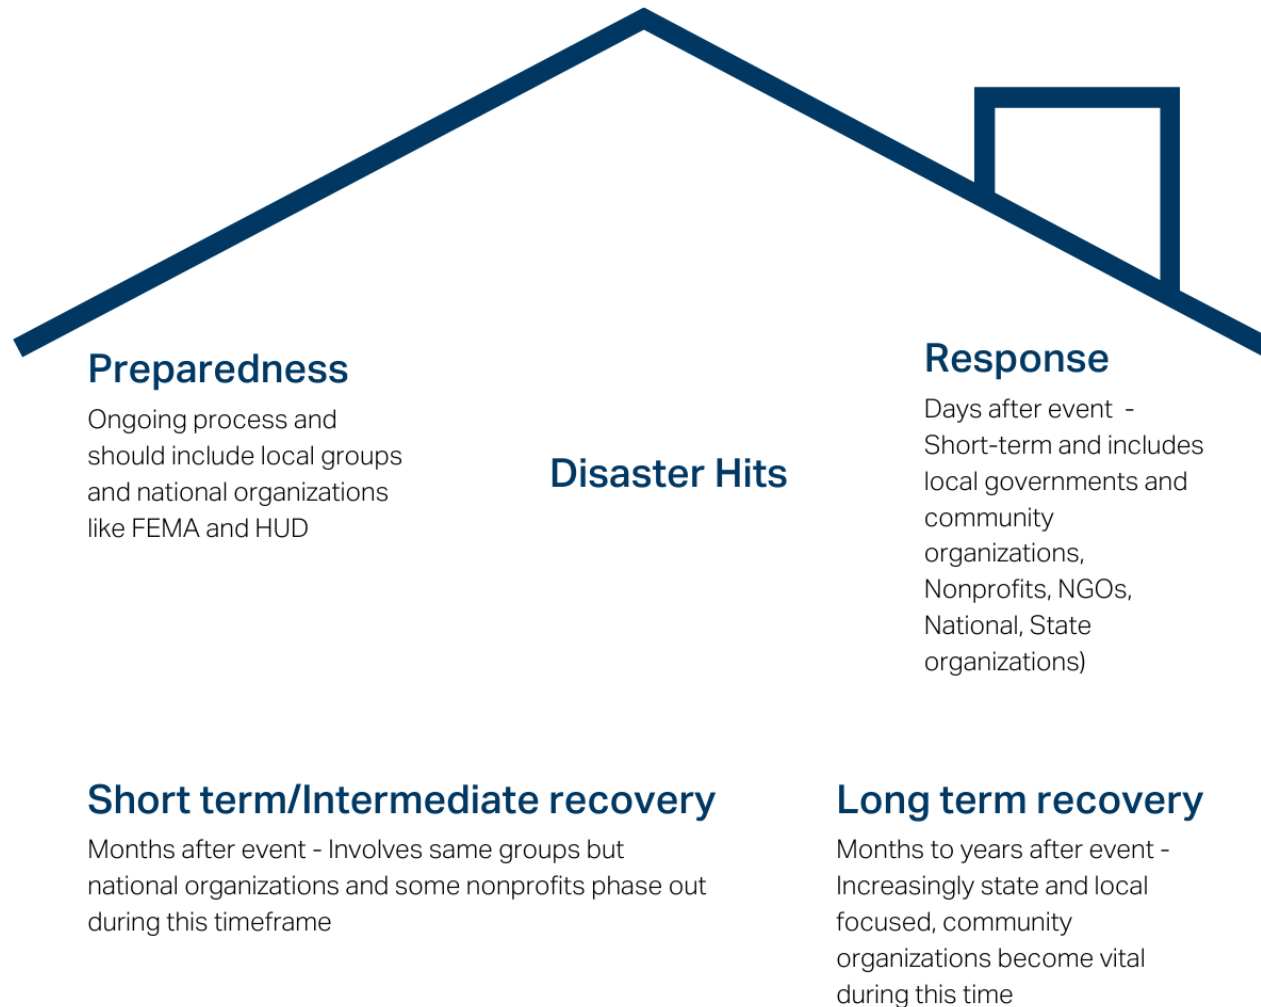 Preparedness
Ongoing process and
should include local groups
and national organizations
like FEMA and HUD
Disaster Hits
Response
Days after event  -
Short-term and includes
local governments and
community
organizations,
Nonprofits, NGOs,
National, State
organizations)
Short term/Intermediate recovery
Months after event - Involves same groups but
national organizations and some nonprofits phase out
during this timeframe
Long term recovery
Months to years after event -
Increasingly state and local
focused, community
organizations become vital
during this time